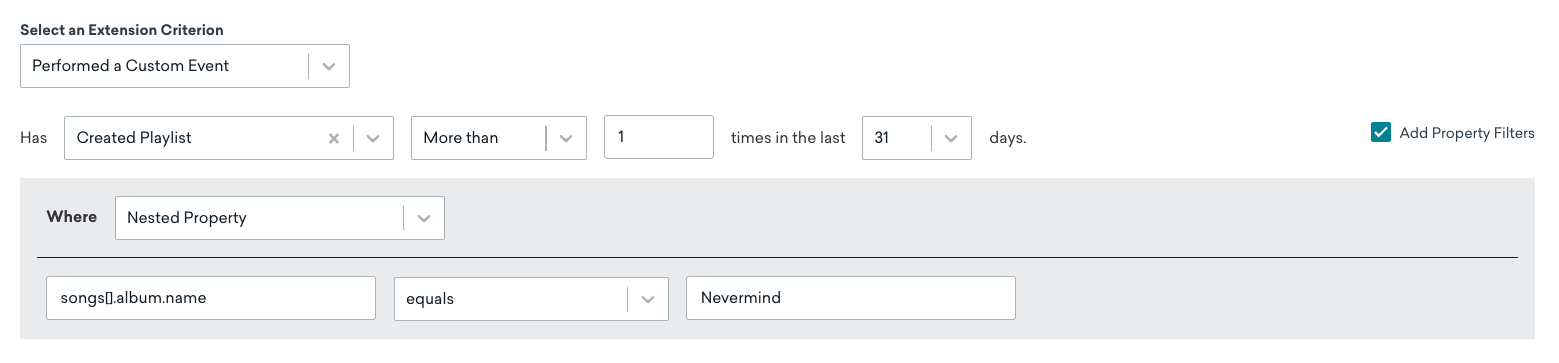 Select an Extension Criterion
Performed a Custom Event
Has Created Playlist More than 1 times in the last 31 days. Add Property Filters
Where Nested Property
songs[].album.name equals Nevermind